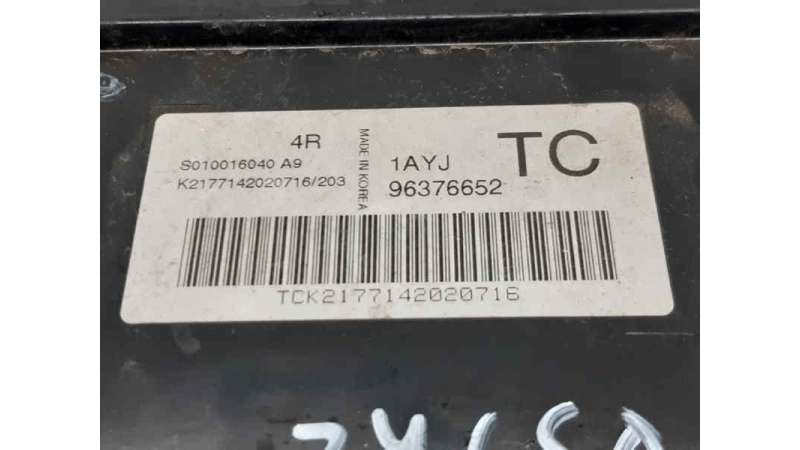 4R
S010016040 A9
K2177142020716/203
MADE IN KOREA
1AYJ
TC
96376652
TCK2177142020716